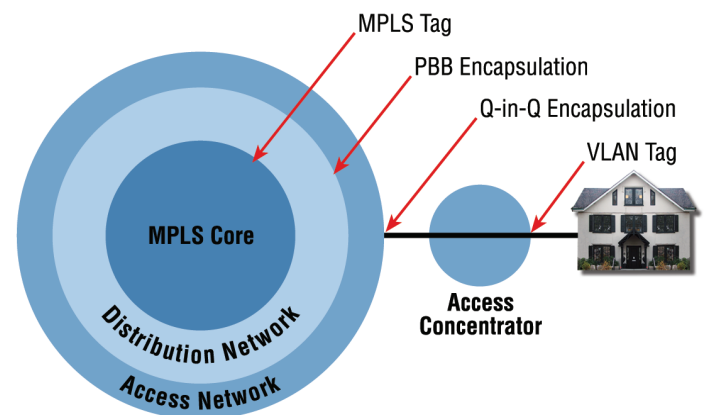 MPLS Tag
PBB Encapsulation
Q-in-Q Encapsulation
VLAN Tag
MPLS Core
Access
Concentrator
Distribution Network
Access Network